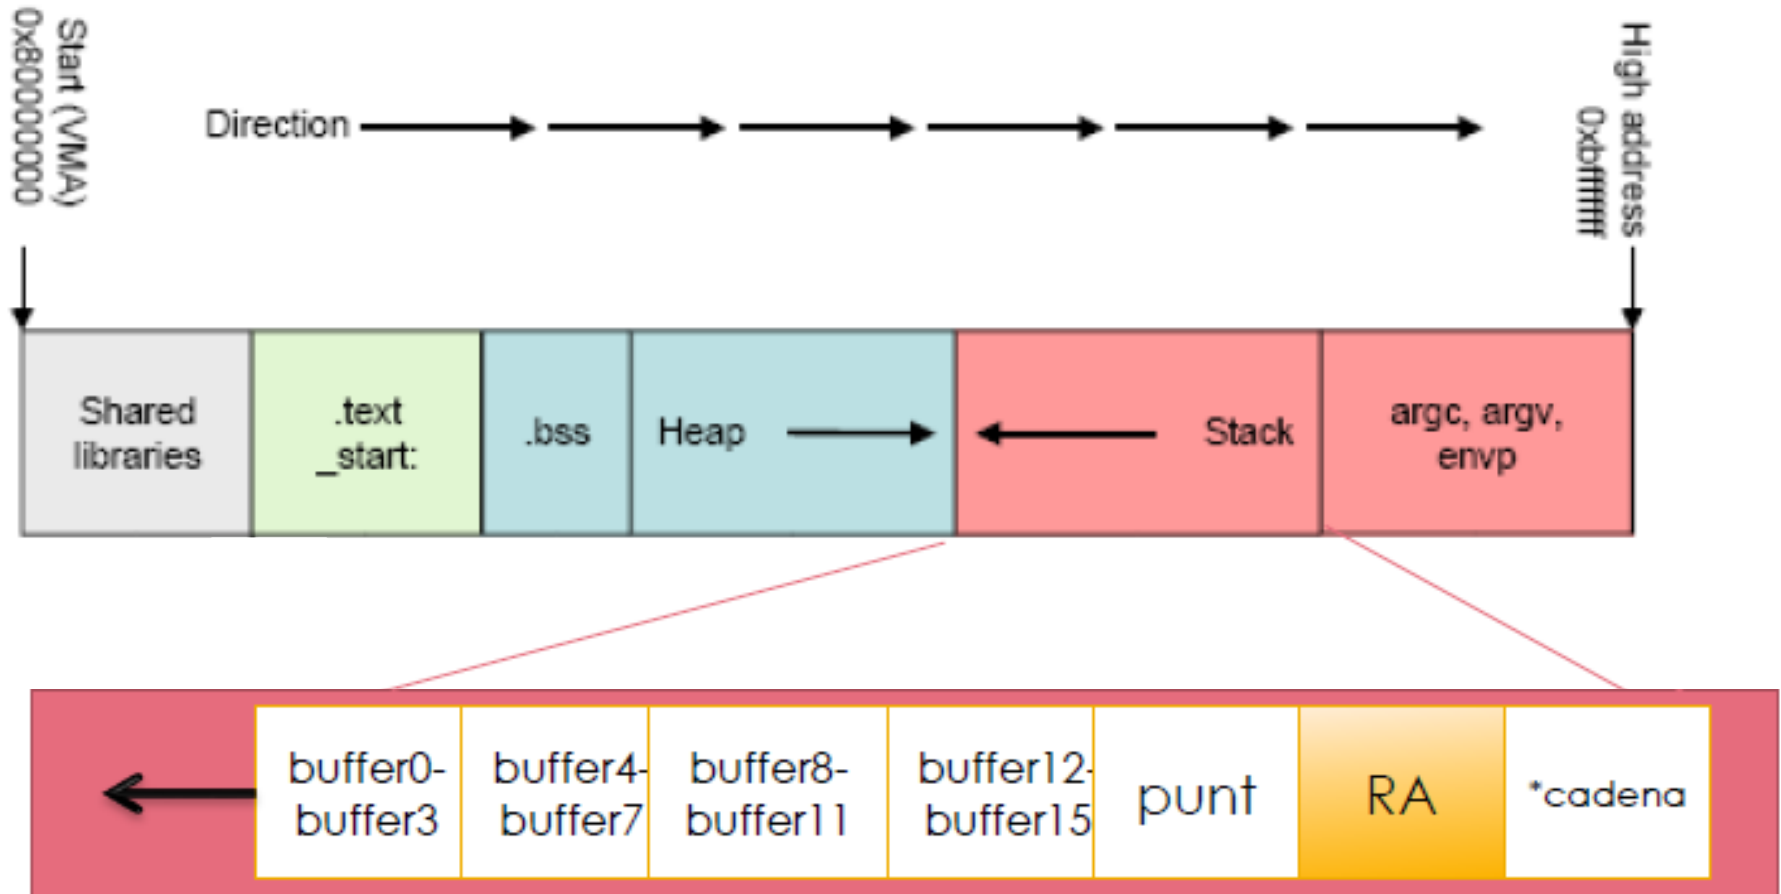 Start (VMA)
0x80000000
Direction
High address
0xbfffffff
Shared
libraries
.text
_start:
.bss
Heap
Stack
argc, argv,
envp
buffer0-
buffer3
buffer4-
buffer7
buffer8-
buffer11
buffer12-
buffer15
punt
RA
*cadena